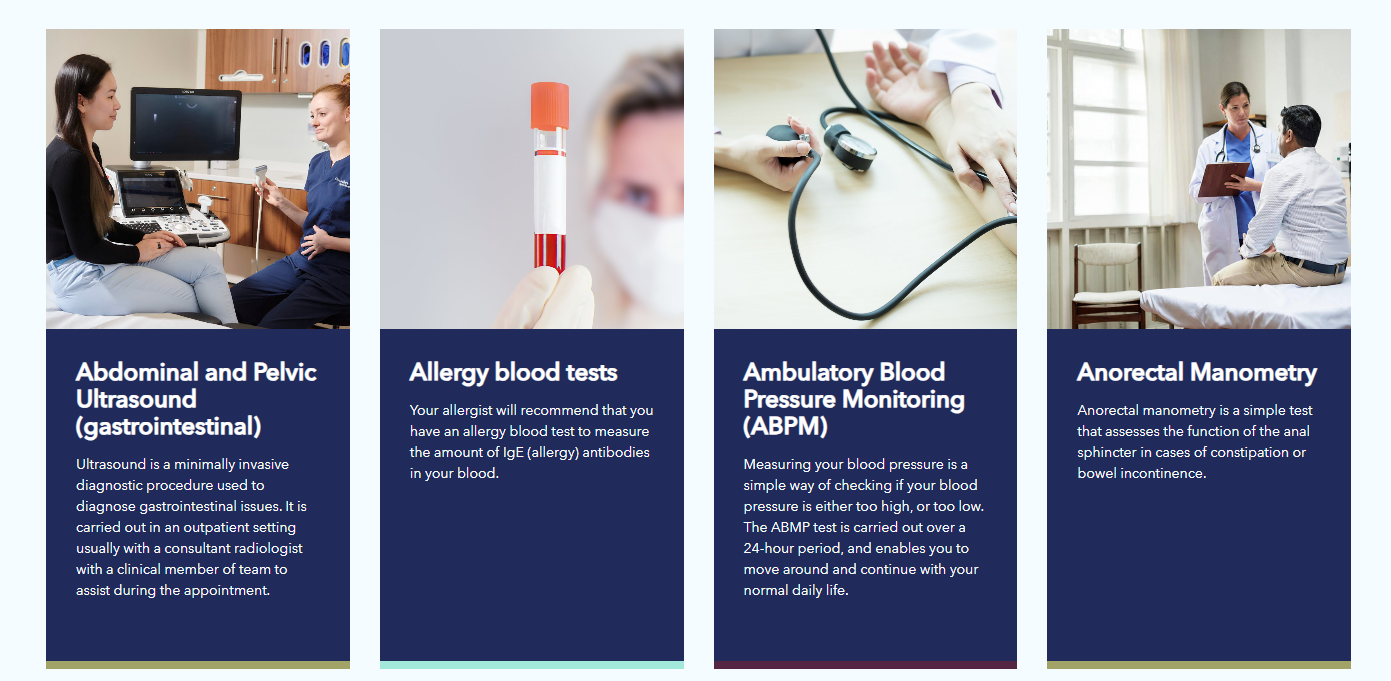 Abdominal and Pelvic
Ultrasound
(gastrointestinal)
Ultrasound is a minimally invasive
diagnostic procedure used to
diagnose gastrointestinal issues. It is
carried out in an outpatient setting
usually with a consultant radiologist
with a clinical member of team to
assist during the appointment.
Allergy blood tests
Your allergist will recommend that you
have an allergy blood test to measure
the amount of IgE (allergy) antibodies
in your blood.
Ambulatory Blood
Pressure Monitoring
(ABPM)
Measuring your blood pressure is a
simple way of checking if your blood
pressure is either too high, or too low.
The ABMP test is carried out over a
24-hour period, and enables you to
move around and continue with your
normal daily life.
Anorectal Manometry
Anorectal manometry is a simple test
that assesses the function of the anal
sphincter in cases of constipation or
bowel incontinence.